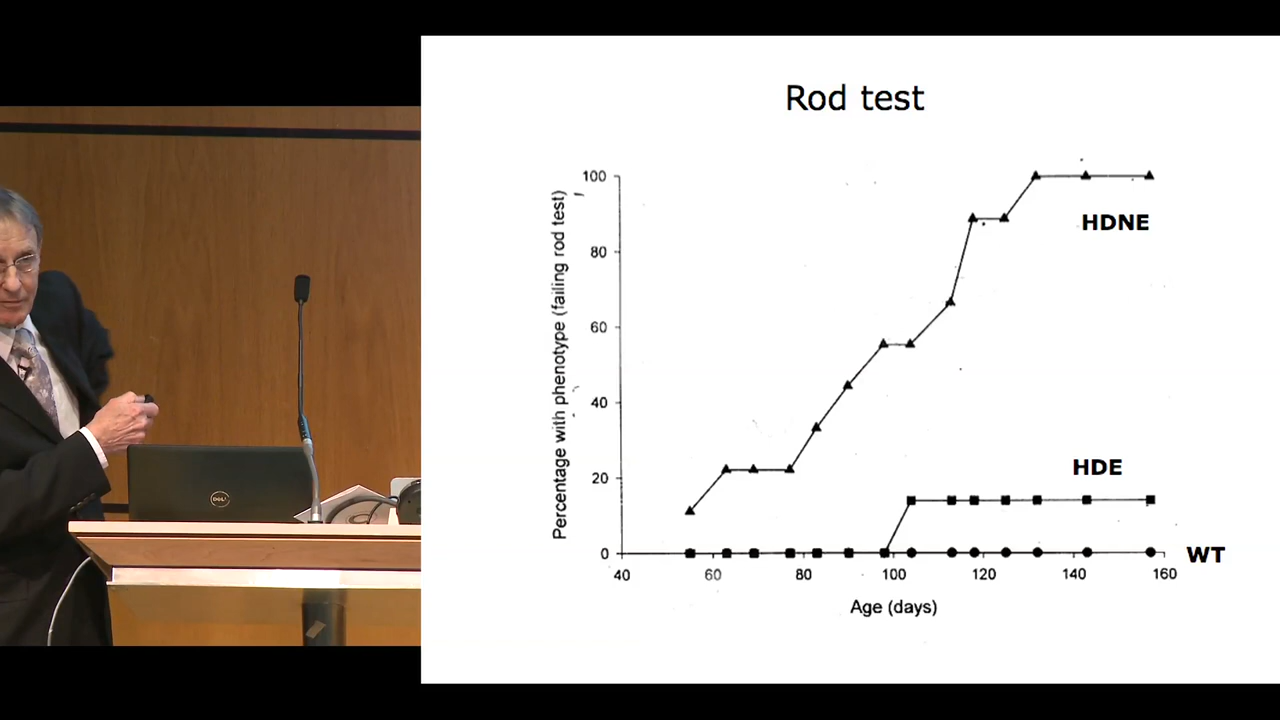 Rod test
Percentage with phenotype (failing rod test)
100
80
60
40
20
0
40 60 80 100 120 140 160
Age (days)
HDNE
HDE
WT
DELL